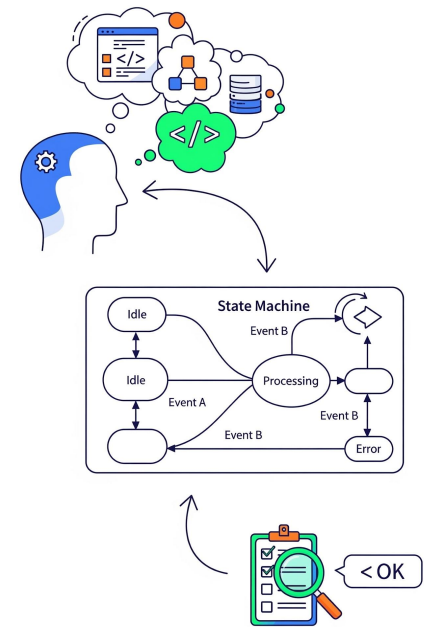 </>
</>
State Machine
Idle
Event B
Idle
Processing
Event A
Event B
Event B
Error
< OK